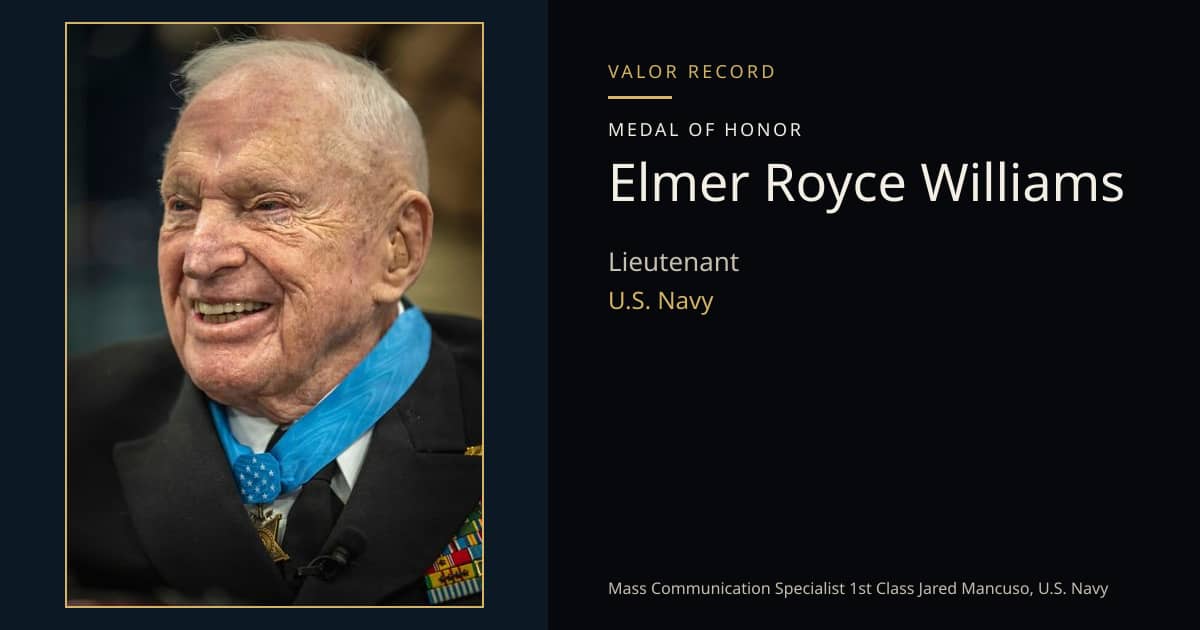 VALOR RECORD
MEDAL OF HONOR
Elmer Royce Williams
Lieutenant
U.S. Navy
Mass Communication Specialist 1st Class Jared Mancuso, U.S. Navy